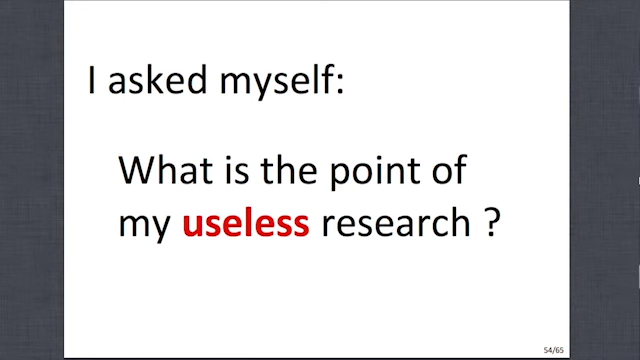 I asked myself:
What is the point of
my useless research ?
54/65